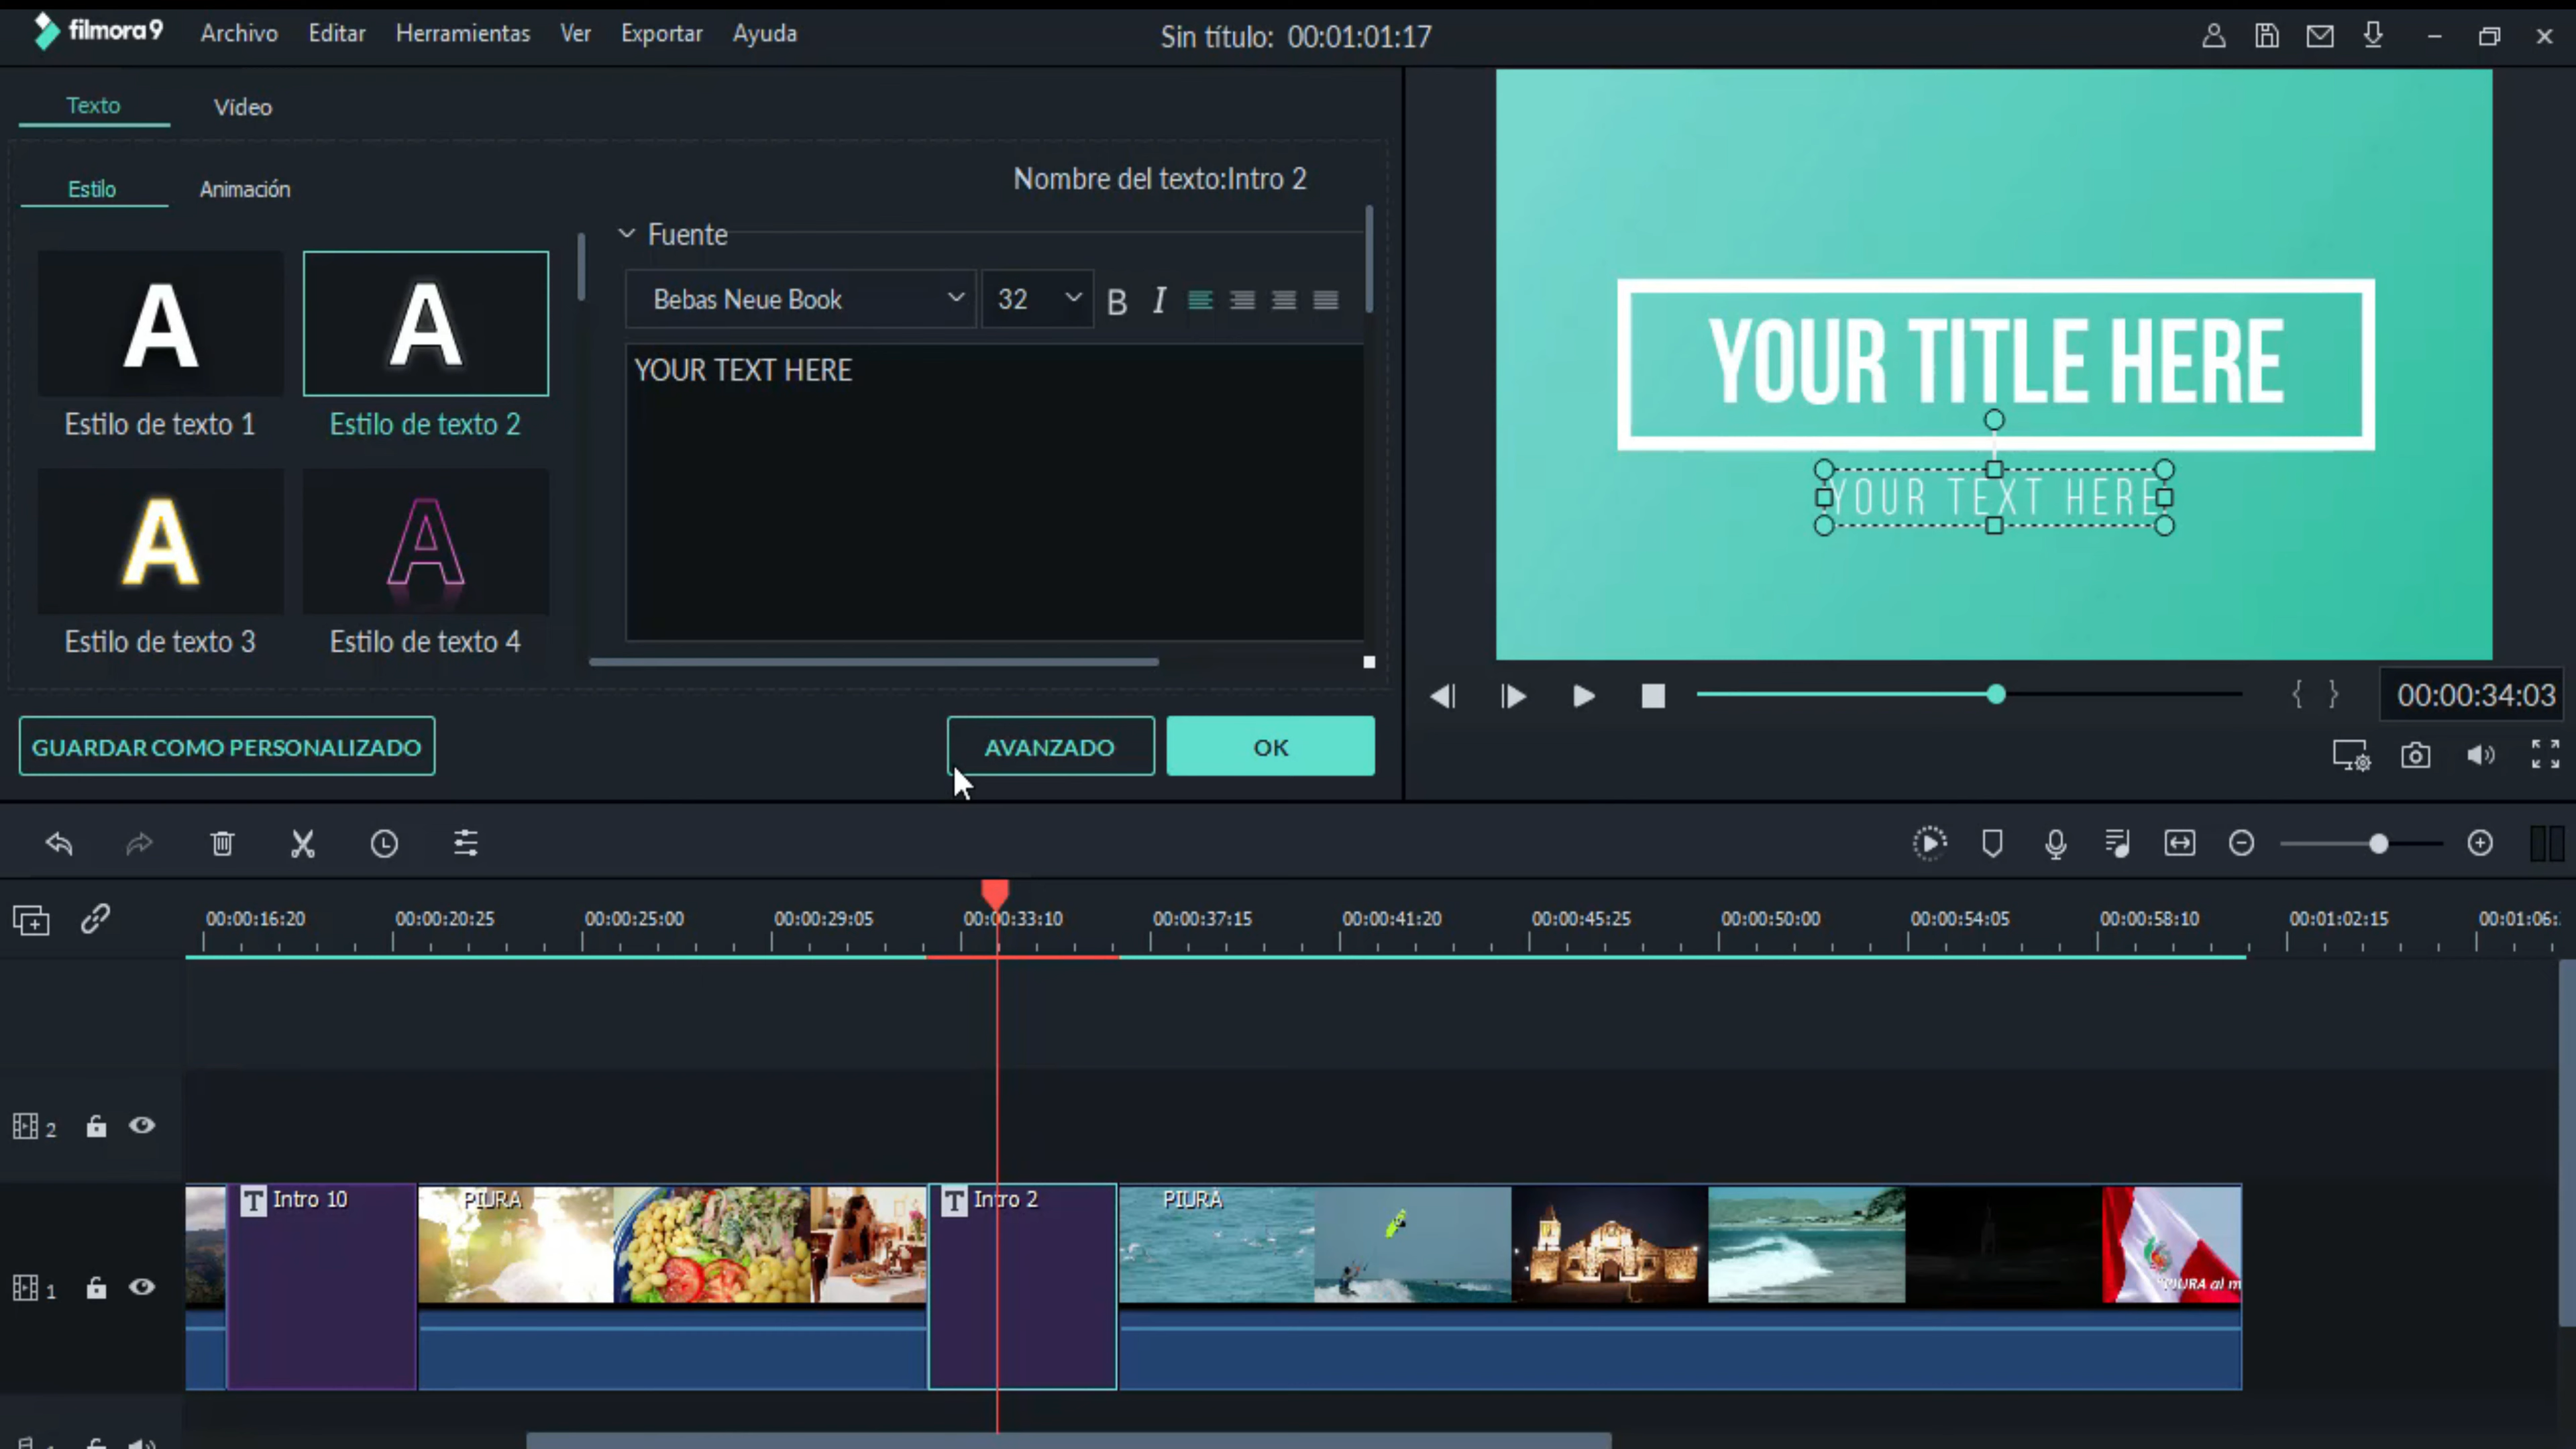 filmora9 Archivo Editar Herramientas Ver Exportar Ayuda Sin título: 00:01:01:17
Texto Vídeo
Estilo Animación
Nombre del texto:Intro 2
Fuente
Bebas Neue Book 32 B I
YOUR TEXT HERE
A A
Estilo de texto 1 Estilo de texto 2
A A
Estilo de texto 3 Estilo de texto 4
GUARDAR COMO PERSONALIZADO AVANZADO OK
YOUR TITLE HERE
YOUR TEXT HERE
{ } 00:00:34:03
00:00:16:20 00:00:20:25 00:00:25:00 00:00:29:05 00:00:33:10 00:00:37:15 00:00:41:20 00:00:45:25 00:00:50:00 00:00:54:05 00:00:58:10 00:01:02:15 00:01:06:
2
T Intro 10 PIURA T Intro 2 PIURA
1
"PIURA al m